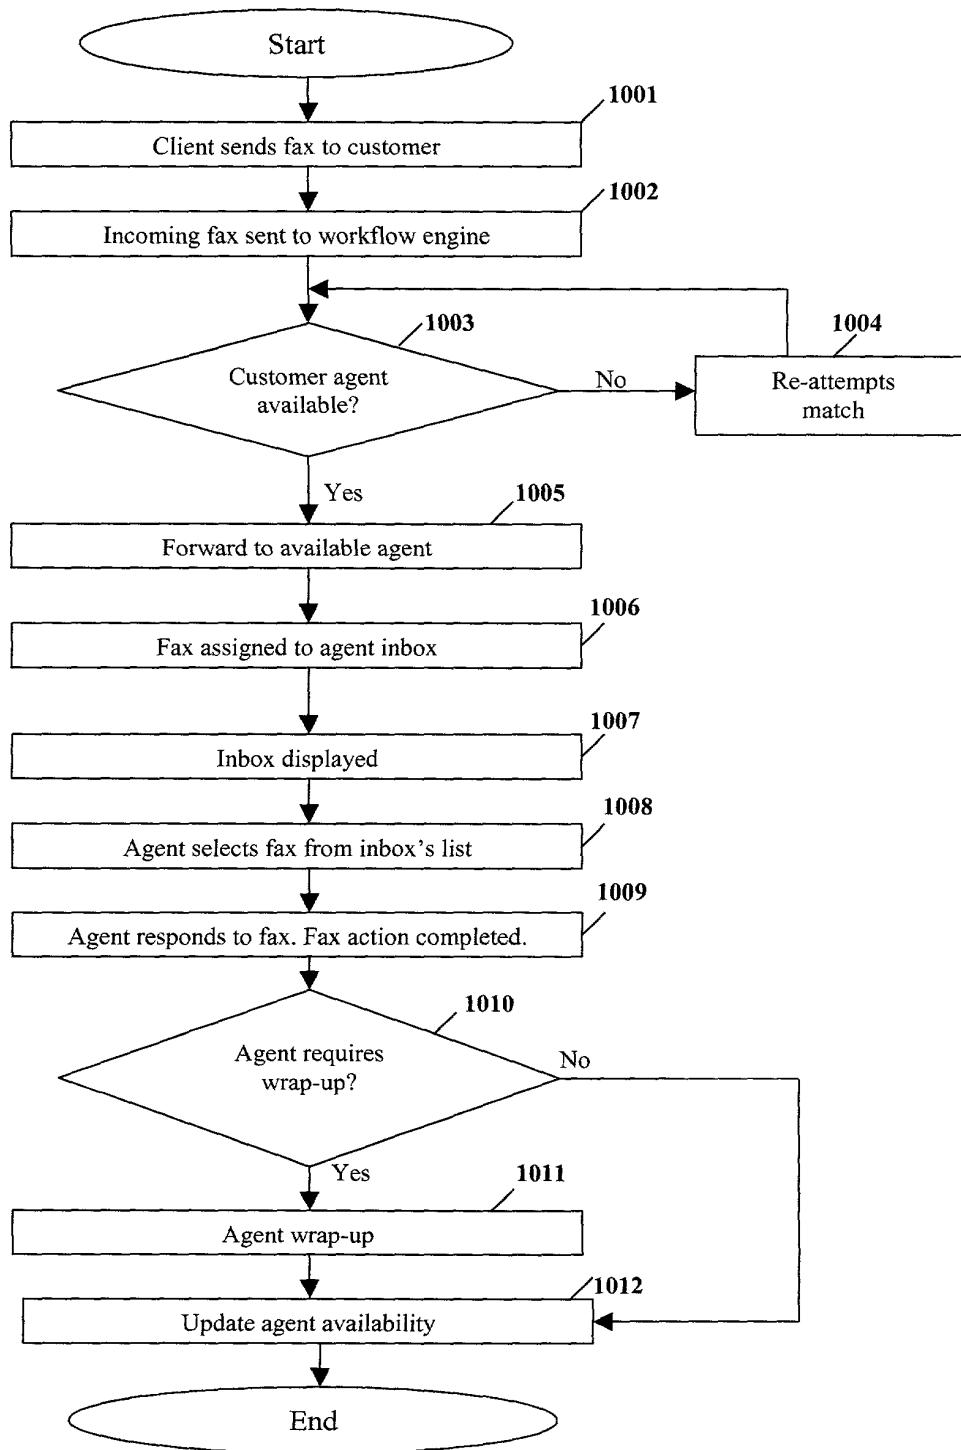 Start
1001
Client sends fax to customer
1002
Incoming fax sent to workflow engine
1003
Customer agent
available?
No
1004
Re-attempts
match
Yes
1005
Forward to available agent
1006
Fax assigned to agent inbox
1007
Inbox displayed
1008
Agent selects fax from inbox's list
1009
Agent responds to fax. Fax action completed.
1010
Agent requires
wrap-up?
No
Yes
1011
Agent wrap-up
1012
Update agent availability
End